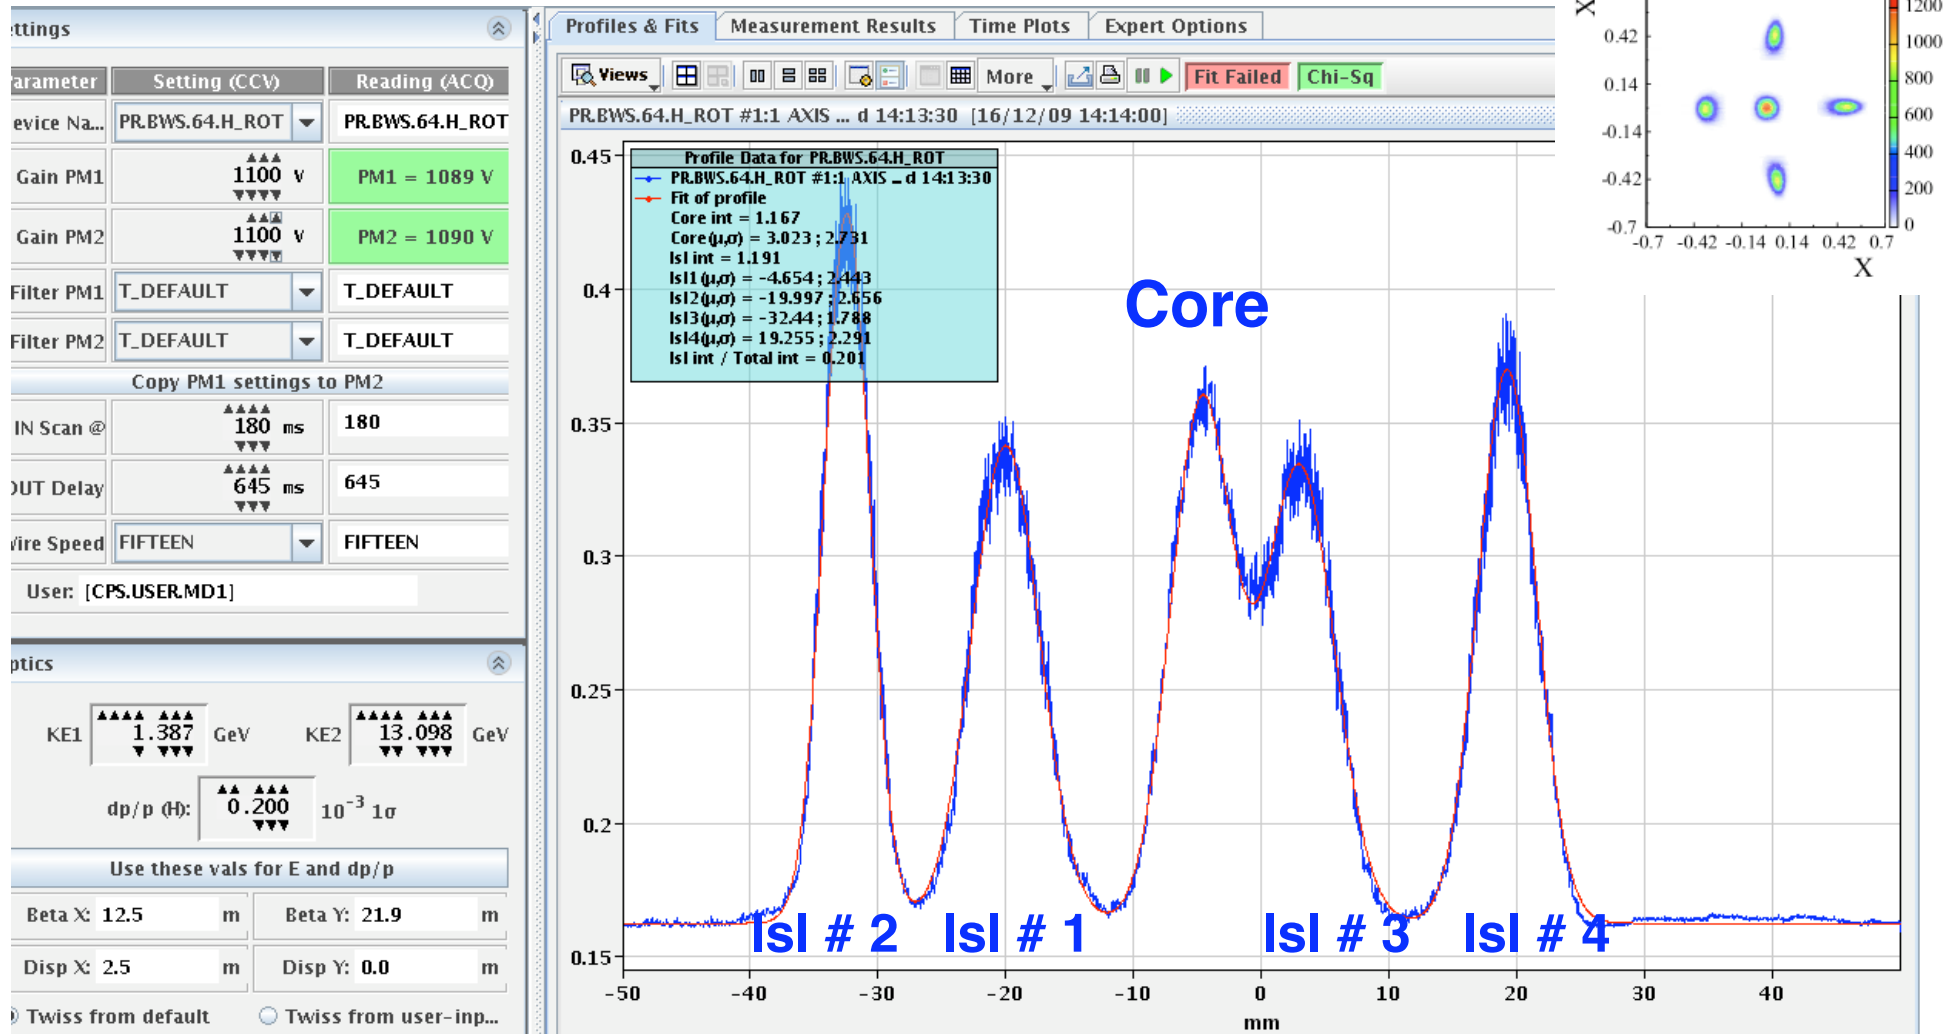 ettings
arameter Setting (CCV) Reading (ACQ)
evice Na... PR.BWS.64.H_ROT PR.BWS.64.H_ROT
Gain PM1 1100 V PM1 = 1089 V
Gain PM2 1100 V PM2 = 1090 V
Filter PM1 T_DEFAULT T_DEFAULT
Filter PM2 T_DEFAULT T_DEFAULT
Copy PM1 settings to PM2
IN Scan @ 180 ms 180
OUT Delay 645 ms 645
Wire Speed FIFTEEN FIFTEEN
User: [CPS.USER.MD1]
ptics
KE1 1.387 GeV KE2 13.098 GeV
dp/p (H): 0.200 10⁻³ 1σ
Use these vals for E and dp/p
Beta X: 12.5 m Beta Y: 21.9 m
Disp X: 2.5 m Disp Y: 0.0 m
Twiss from default Twiss from user-inp...
Profiles & Fits Measurement Results Time Plots Expert Options
Views More Fit Failed Chi-Sq
PR.BWS.64.H_ROT #1:1 AXIS ... d 14:13:30 [16/12/09 14:14:00]
Profile Data for PR.BWS.64.H_ROT
PR.BWS.64.H_ROT #1:1 AXIS ... d 14:13:30
Fit of profile
Core int = 1.167
Core(μ,σ) = 3.023 ; 2.731
Isl int = 1.191
Isl1(μ,σ) = -4.654 ; 2.443
Isl2(μ,σ) = -19.997 ; 2.656
Isl3(μ,σ) = -32.44 ; 1.788
Isl4(μ,σ) = 19.255 ; 2.291
Isl int / Total int = 0.201
0.45
0.4
0.35
0.3
0.25
0.2
0.15
Core
Isl # 2 Isl # 1 Isl # 3 Isl # 4
-50 -40 -30 -20 -10 0 10 20 30 40
mm
X
0.42
0.14
-0.14
-0.42
-0.7
-0.7 -0.42 -0.14 0.14 0.42 0.7
X
1200
1000
800
600
400
200
0